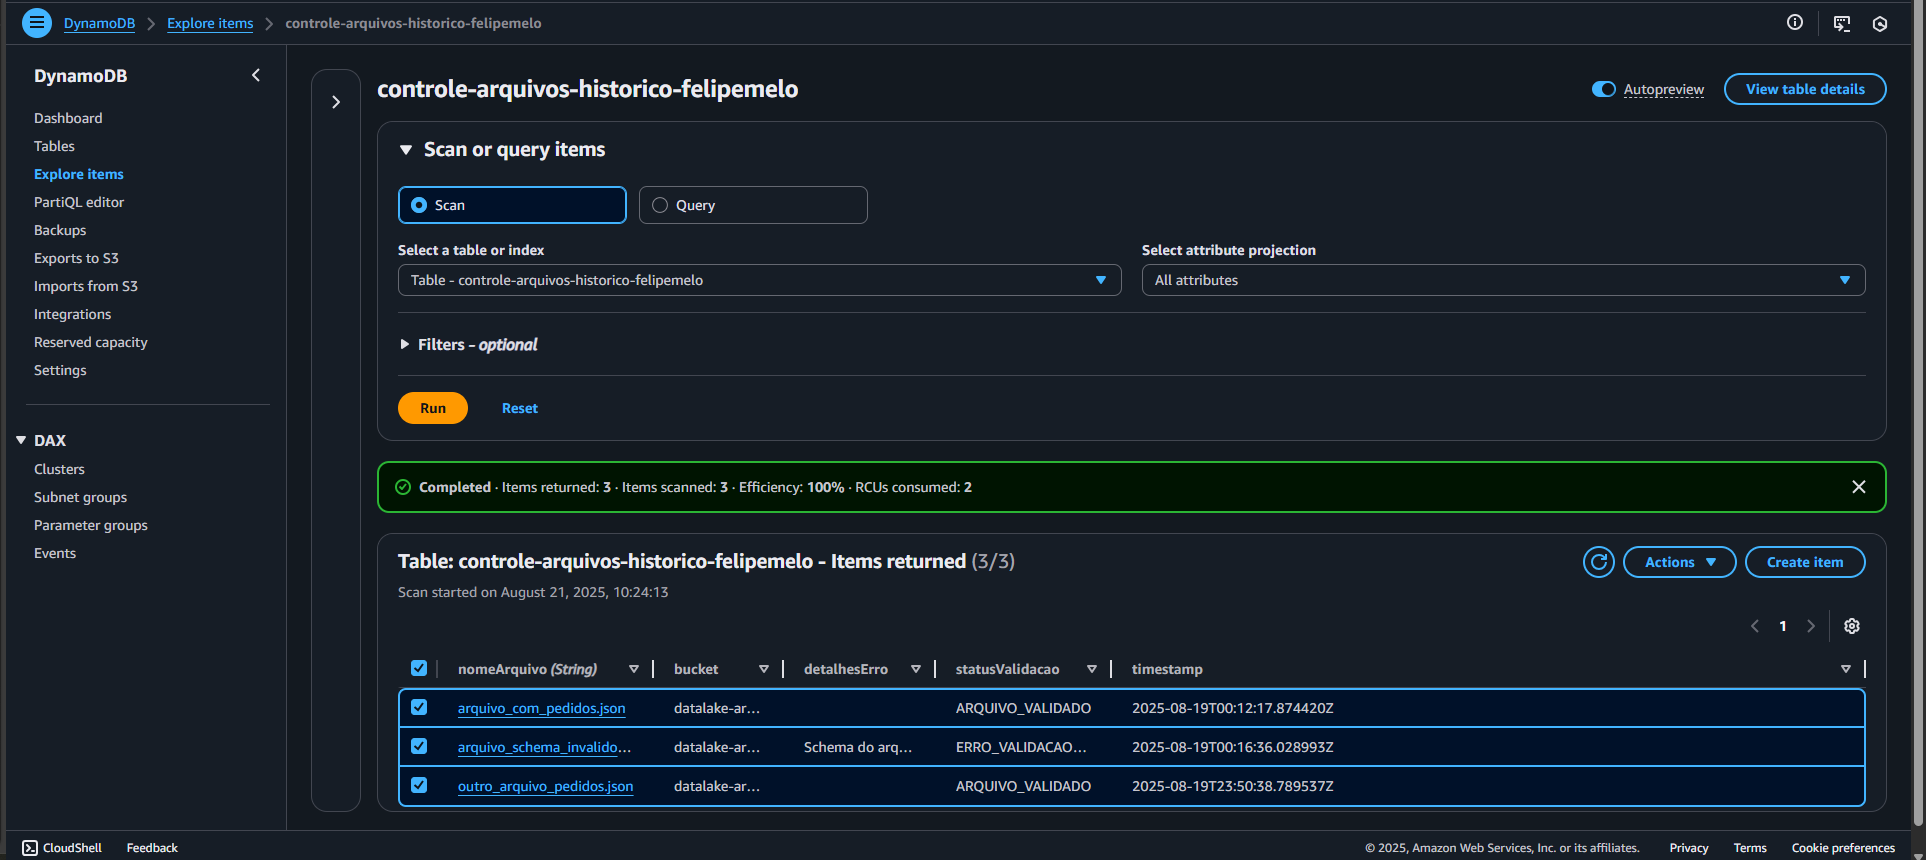 DynamoDB > Explore items > controle-arquivos-historico-felipemelo
DynamoDB
Dashboard
Tables
Explore items
PartiQL editor
Backups
Exports to S3
Imports from S3
Integrations
Reserved capacity
Settings
DAX
Clusters
Subnet groups
Parameter groups
Events
controle-arquivos-historico-felipemelo
Autopreview
View table details
Scan or query items
Scan
Query
Select a table or index
Select attribute projection
Table - controle-arquivos-historico-felipemelo
All attributes
Filters - optional
Run
Reset
Completed · Items returned: 3 · Items scanned: 3 · Efficiency: 100% · RCUs consumed: 2
Table: controle-arquivos-historico-felipemelo - Items returned (3/3)
Actions
Create item
Scan started on August 21, 2025, 10:24:13
1
nomeArquivo (String) bucket detalhesErro statusValidacao timestamp
arquivo_com_pedidos.json datalake-ar... ARQUIVO_VALIDADO 2025-08-19T00:12:17.874420Z
arquivo_schema_invalido... datalake-ar... Schema do arq... ERRO_VALIDACAO... 2025-08-19T00:16:36.028993Z
outro_arquivo_pedidos.json datalake-ar... ARQUIVO_VALIDADO 2025-08-19T23:50:38.789537Z
CloudShell Feedback © 2025, Amazon Web Services, Inc. or its affiliates. Privacy Terms Cookie preferences